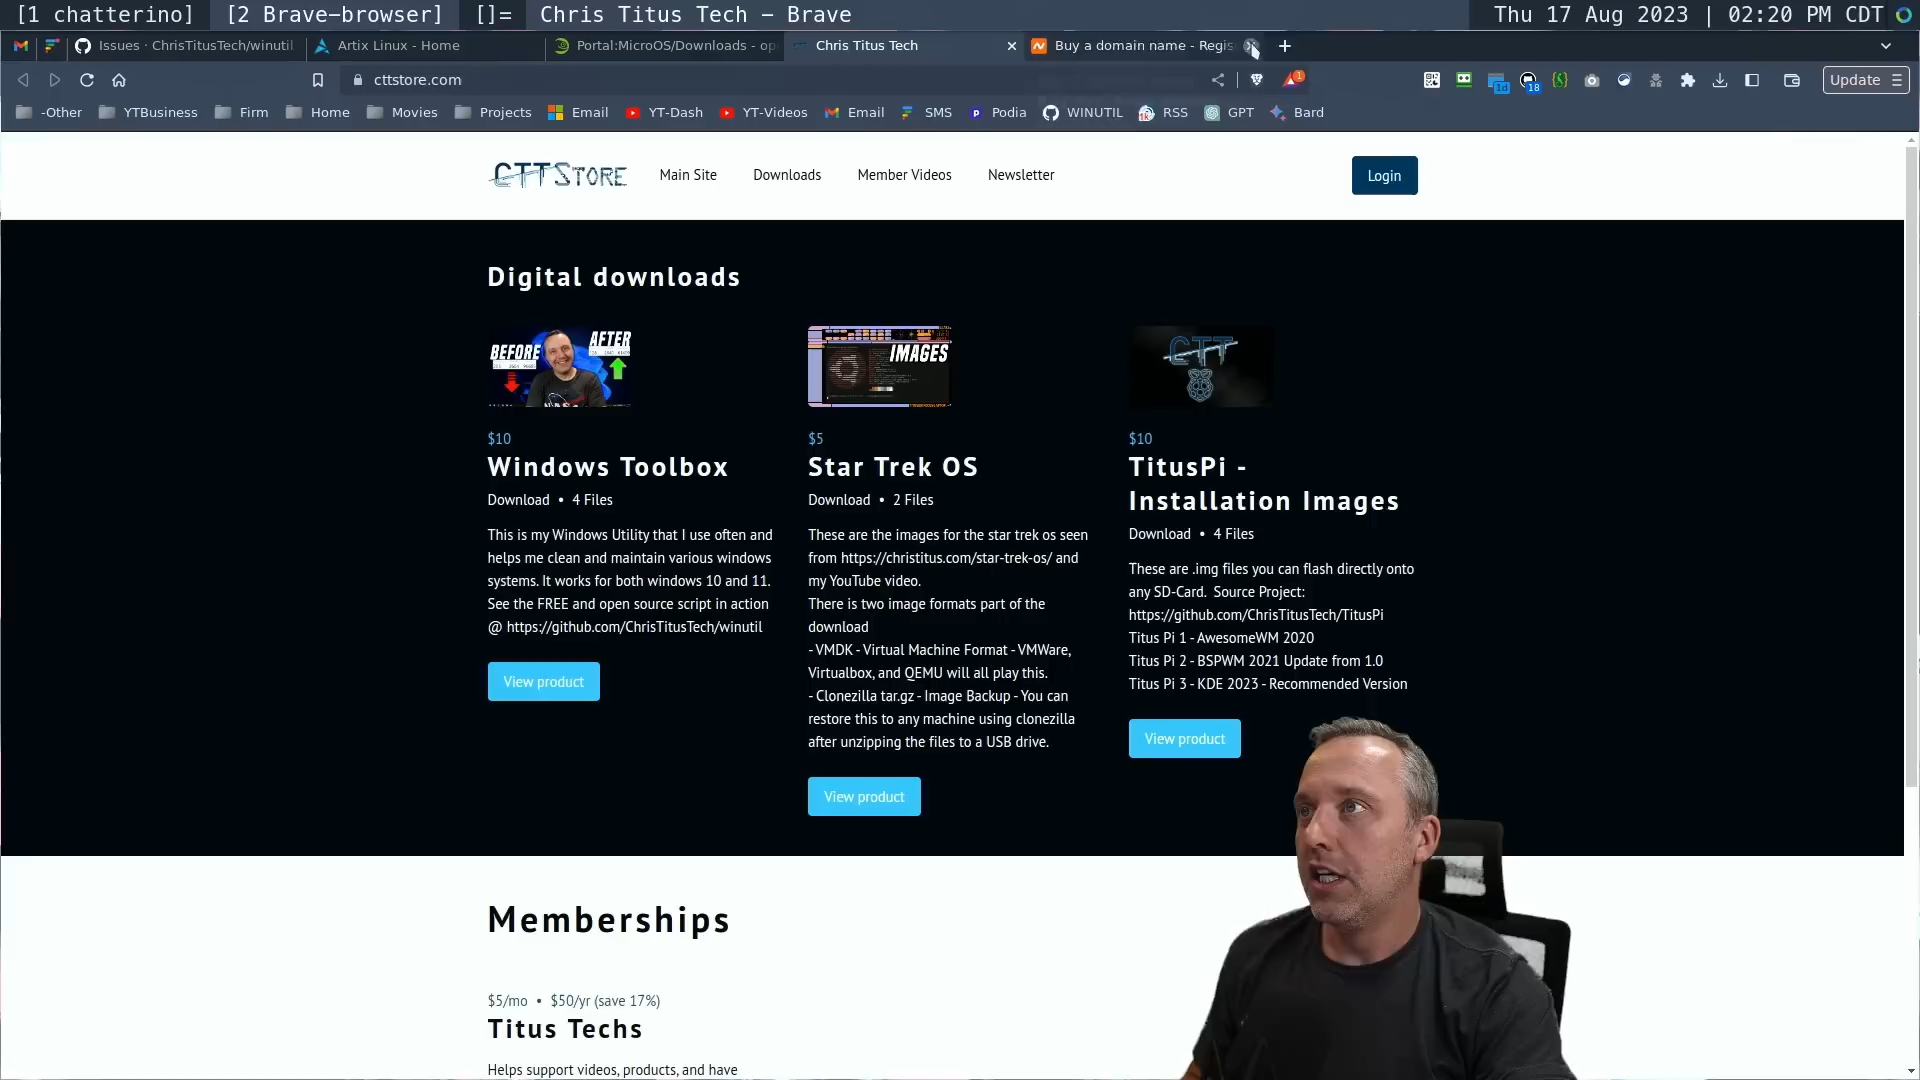 [1 chatterino] [2 Brave-browser] []= Chris Titus Tech - Brave Thu 17 Aug 2023 | 02:20 PM CDT
Issues · ChrisTitusTech/winutil Artix Linux - Home Portal:MicroOS/Downloads - op Chris Titus Tech Buy a domain name - Regis
cttstore.com 1 1d 18 Update
-Other YTBusiness Firm Home Movies Projects Email YT-Dash YT-Videos Email SMS Podia WINUTIL RSS GPT Bard
CTT STORE Main Site Downloads Member Videos Newsletter Login
Digital downloads
BEFORE AFTER
IMAGES
CTT
$10
Windows Toolbox
Download • 4 Files
This is my Windows Utility that I use often and
helps me clean and maintain various windows
systems. It works for both windows 10 and 11.
See the FREE and open source script in action
@ https://github.com/ChrisTitusTech/winutil
View product
$5
Star Trek OS
Download • 2 Files
These are the images for the star trek os seen
from https://christitus.com/star-trek-os/ and
my YouTube video.
There is two image formats part of the
download
- VMDK - Virtual Machine Format - VMWare,
Virtualbox, and QEMU will all play this.
- Clonezilla tar.gz - Image Backup - You can
restore this to any machine using clonezilla
after unzipping the files to a USB drive.
View product
$10
TitusPi -
Installation Images
Download • 4 Files
These are .img files you can flash directly onto
any SD-Card. Source Project:
https://github.com/ChrisTitusTech/TitusPi
Titus Pi 1 - AwesomeWM 2020
Titus Pi 2 - BSPWM 2021 Update from 1.0
Titus Pi 3 - KDE 2023 - Recommended Version
View product
Memberships
$5/mo • $50/yr (save 17%)
Titus Techs
Helps support videos, products, and have